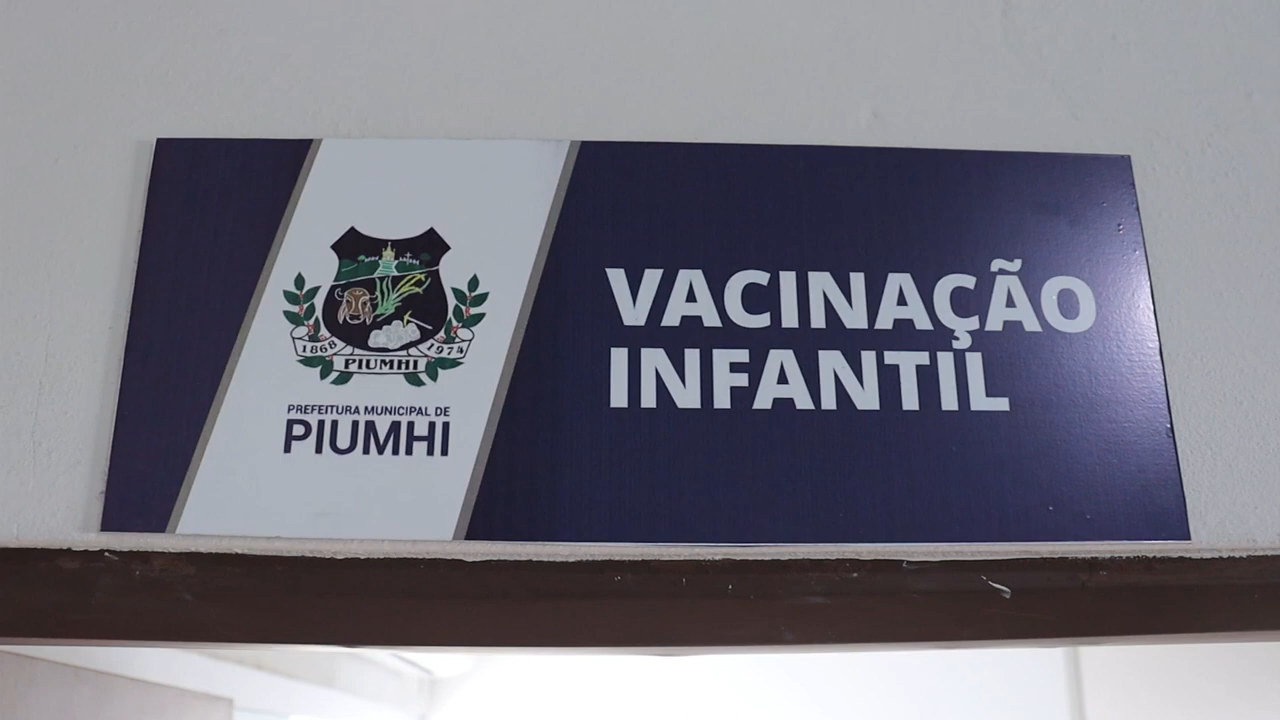 1868 1974
PIUMHI
PREFEITURA MUNICIPAL DE
PIUMHI
VACINAÇÃO
INFANTIL